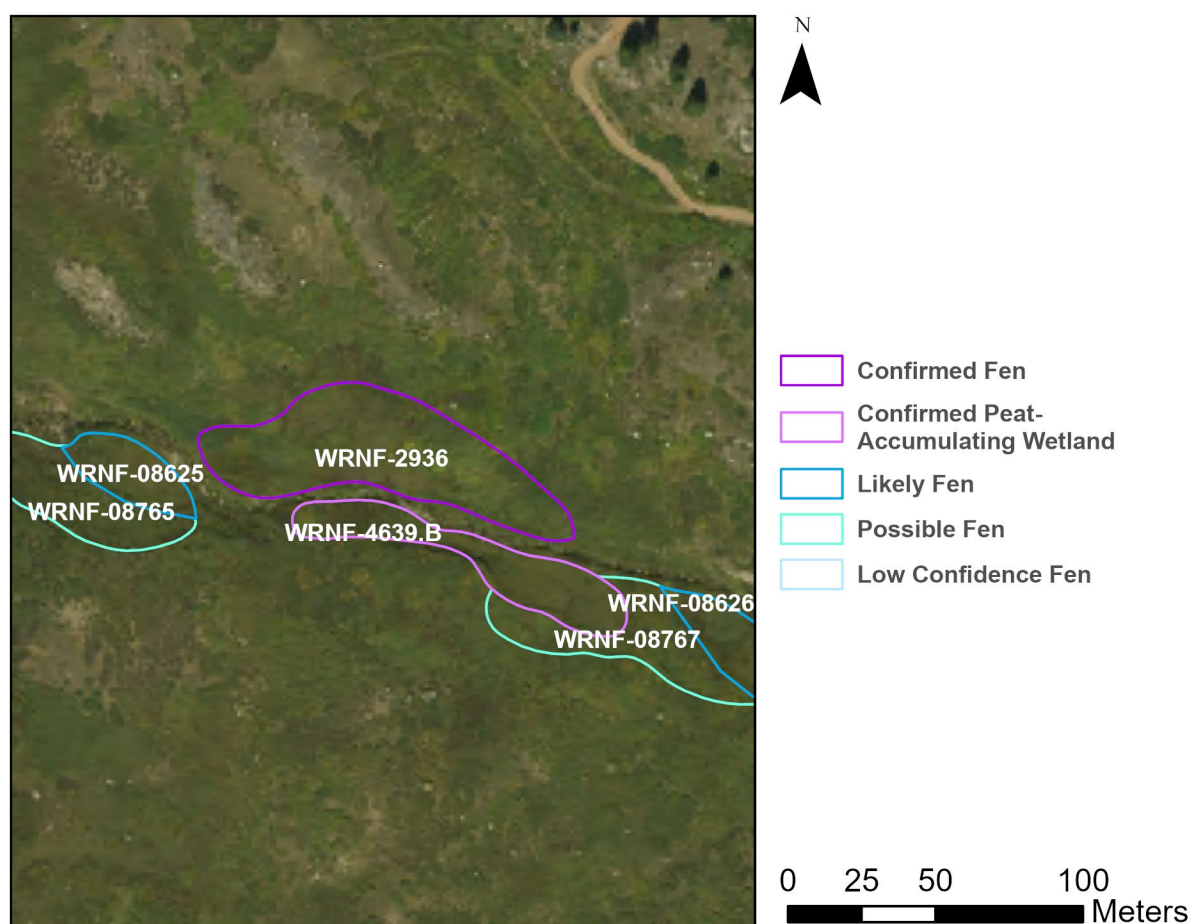 N
WRNF-2936
WRNF-08625
WRNF-08765
WRNF-4639.B
WRNF-08626
WRNF-08767
Confirmed Fen
Confirmed Peat-
Accumulating Wetland
Likely Fen
Possible Fen
Low Confidence Fen
0 25 50 100
Meters